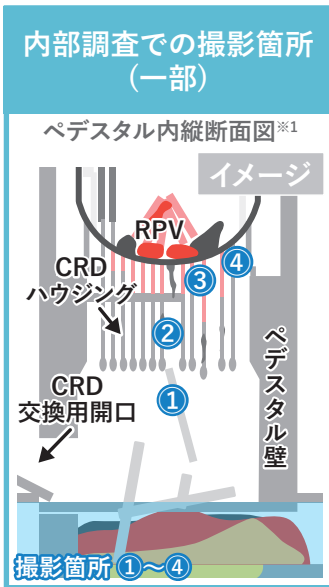 内部調査での撮影箇所
(一部)
ペデスタル内縦断面図※1
イメージ
RPV
CRD
ハウジング
④
③
②
①
CRD
交換用開口
ペデスタル壁
撮影箇所 ①~④